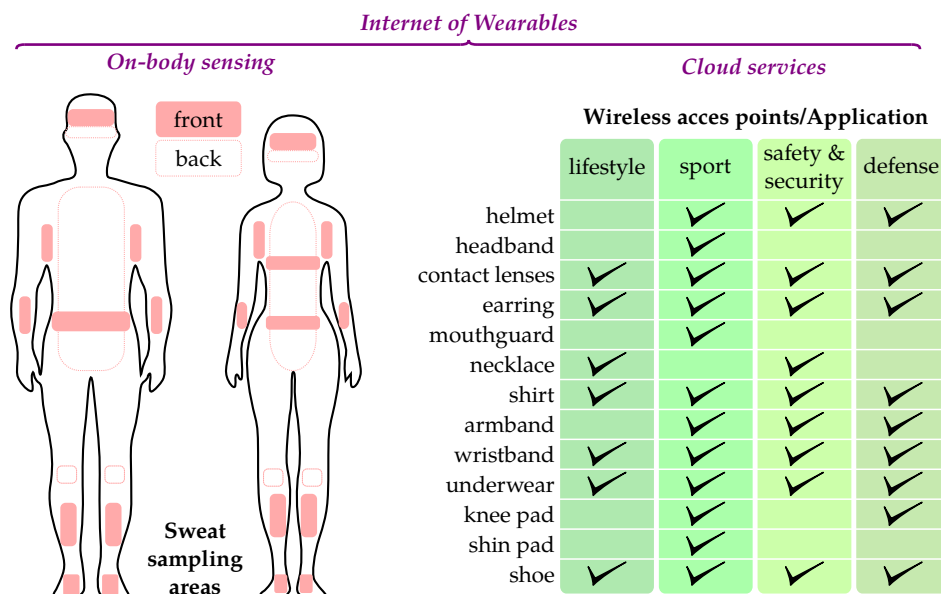 Internet of Wearables
On-body sensing
Cloud services
front
back
Sweat
sampling
areas
Wireless acces points/Application
lifestyle
sport
safety &
security
defense
helmet
headband
contact lenses
earring
mouthguard
necklace
shirt
armband
wristband
underwear
knee pad
shin pad
shoe